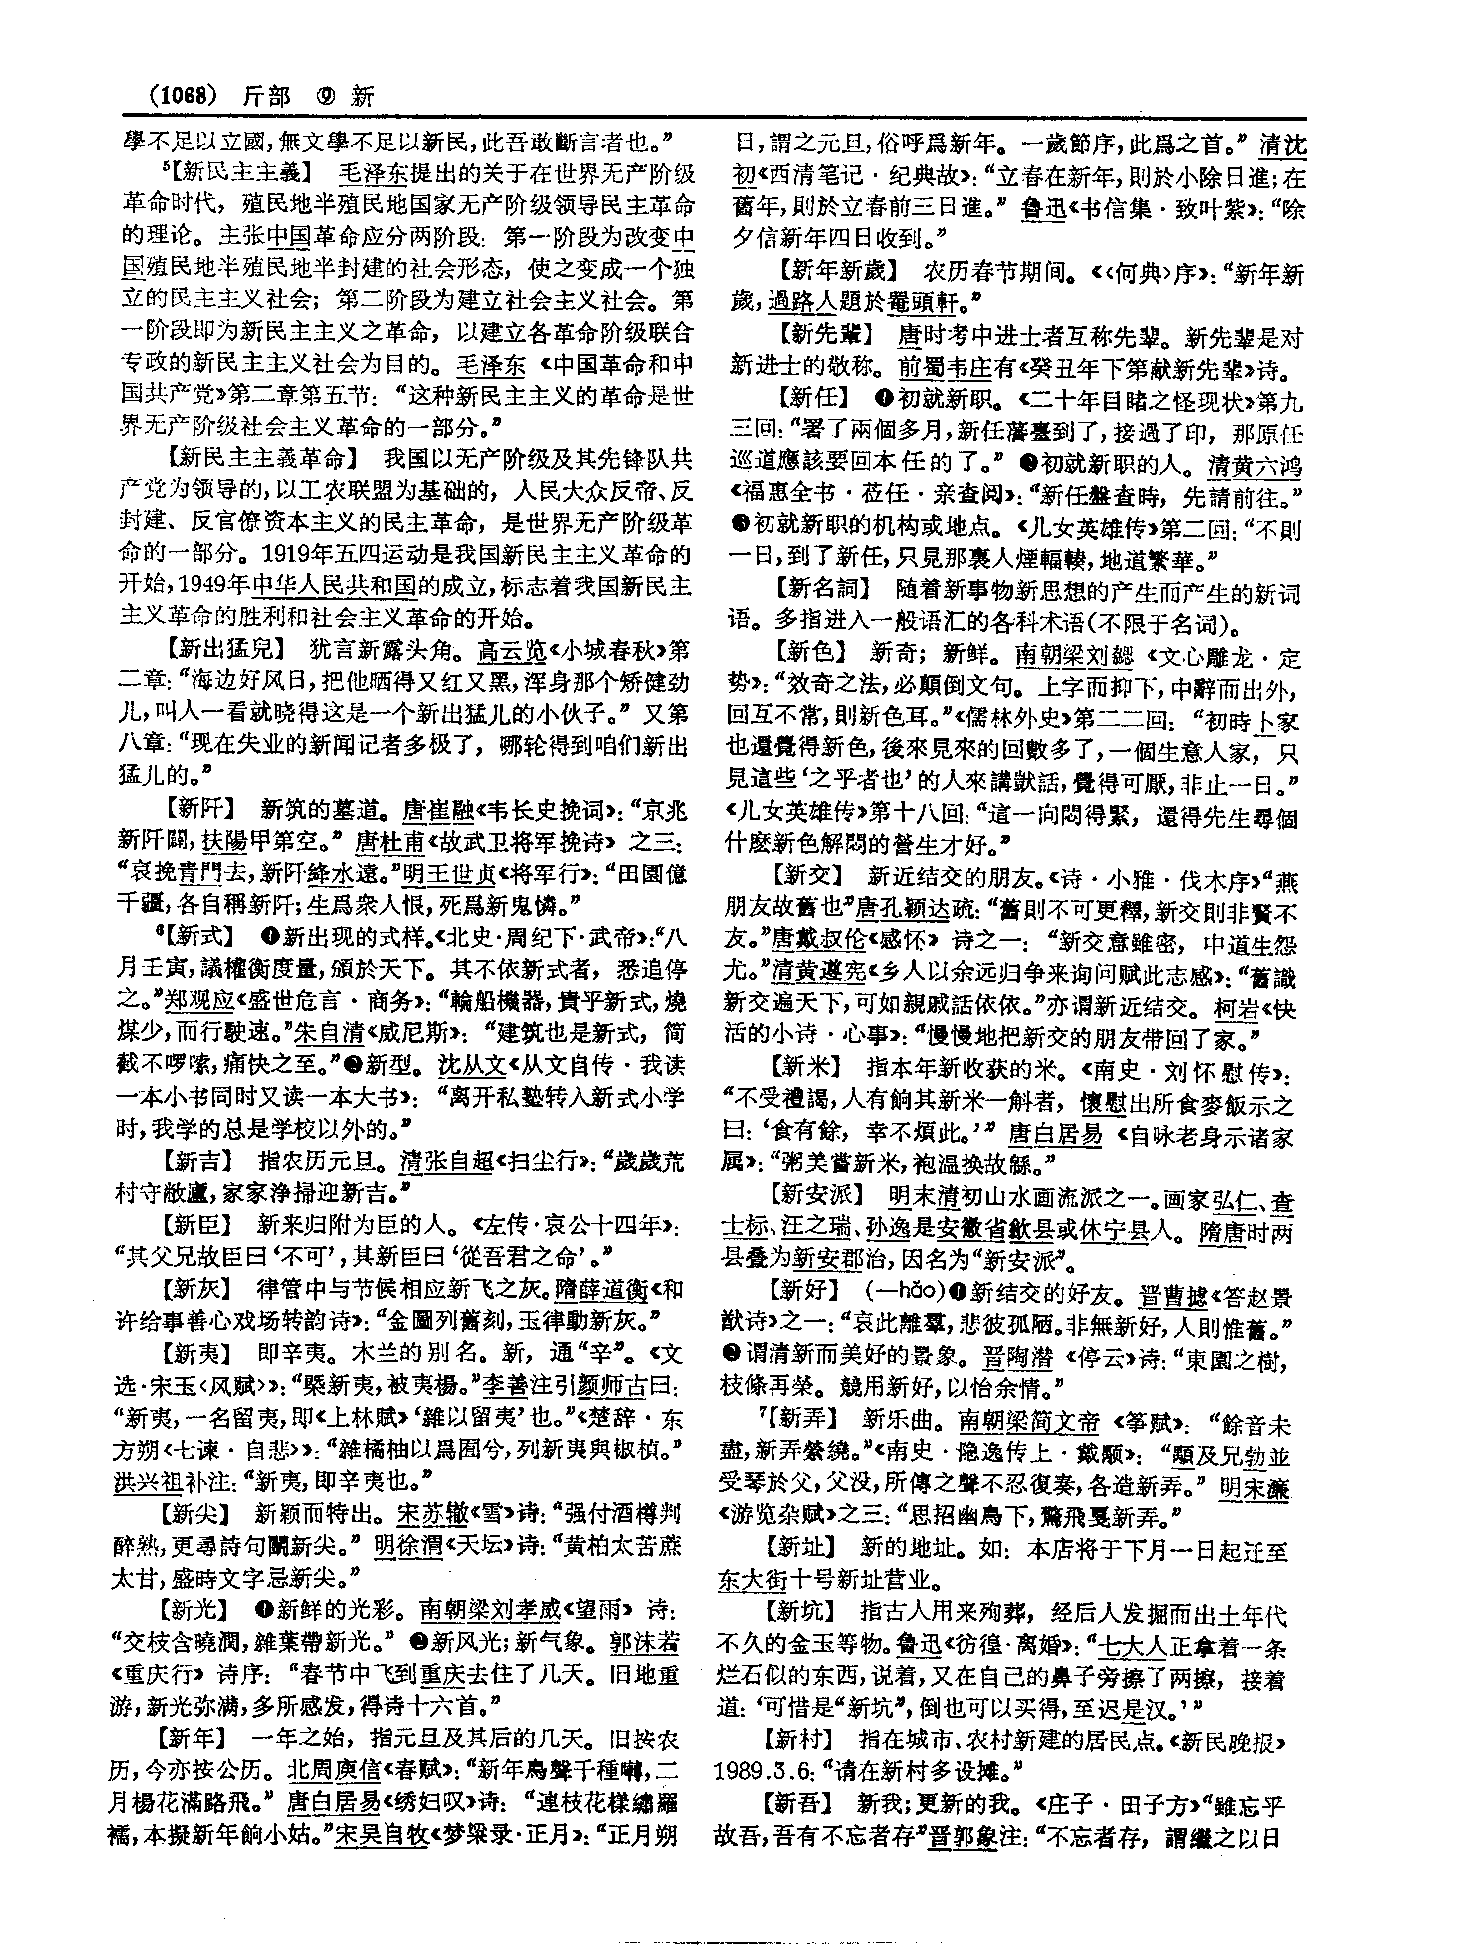 (1068) 斤部 ⑨ 新
學不足以立國,無文學不足以新民,此吾敢斷言者也。”
⁵【新民主主義】 毛泽东提出的关于在世界无产阶级
革命时代，殖民地半殖民地国家无产阶级领导民主革命
的理论。主张中国革命应分两阶段：第一阶段为改变中
国殖民地半殖民地半封建的社会形态，使之变成一个独
立的民主主义社会；第二阶段为建立社会主义社会。第
一阶段即为新民主主义之革命，以建立各革命阶级联合
专政的新民主主义社会为目的。毛泽东《中国革命和中
国共产党》第二章第五节：“这种新民主主义的革命是世
界无产阶级社会主义革命的一部分。”
【新民主主義革命】 我国以无产阶级及其先锋队共
产党为领导的,以工农联盟为基础的，人民大众反帝、反
封建、反官僚资本主义的民主革命，是世界无产阶级革
命的一部分。1919年五四运动是我国新民主主义革命的
开始,1949年中华人民共和国的成立,标志着我国新民主
主义革命的胜利和社会主义革命的开始。
【新出猛兒】 犹言新露头角。高云览《小城春秋》第
二章:“海边好风日,把他晒得又红又黑,浑身那个矫健劲
儿,叫人一看就晓得这是一个新出猛儿的小伙子。”又第
八章:“现在失业的新闻记者多极了，哪轮得到咱们新出
猛儿的。”
【新阡】 新筑的墓道。唐崔融《韦长史挽词》:“京兆
新阡闢,扶陽甲第空。”唐杜甫《故武卫将军挽诗》之三:
“哀挽青門去,新阡絳水遠。”明王世贞《将军行》:“田園億
千疆,各自稱新阡;生爲衆人恨,死爲新鬼憐。”
⁶【新式】 ❶新出现的式样。《北史·周纪下·武帝》:“八
月壬寅,議權衡度量,頒於天下。其不依新式者，悉追停
之。”郑观应《盛世危言·商务》:“輪船機器,貴乎新式,燒
煤少,而行駛速。”朱自清《威尼斯》：“建筑也是新式，简
截不啰嗦,痛快之至。”❷新型。沈从文《从文自传·我读
一本小书同时又读一本大书》：“离开私塾转入新式小学
时,我学的总是学校以外的。”
【新吉】 指农历元旦。清张自超《扫尘行》:“歲歲荒
村守敝廬,家家净掃迎新吉。”
【新臣】 新来归附为臣的人。《左传·哀公十四年》:
“其父兄故臣曰‘不可’,其新臣曰‘從吾君之命’。”
【新灰】 律管中与节候相应新飞之灰。隋薛道衡《和
许给事善心戏场转韵诗》:“金圖列舊刻,玉律動新灰。”
【新夷】 即辛夷。木兰的别名。新，通“辛”。《文
选·宋玉〈风赋〉》:“槩新夷,被荑楊。”李善注引颜师古曰:
“新夷,一名留夷,即《上林赋》‘雜以留夷’也。”《楚辞·东
方朔〈七谏·自悲〉》:“雜橘柚以爲囿兮,列新夷與椒楨。”
洪兴祖补注:“新夷,即辛夷也。”
【新尖】 新颖而特出。宋苏辙《雪》诗:“强付酒樽判
醉熟,更尋詩句鬭新尖。”明徐渭《天坛》诗:“黄柏太苦蔗
太甘,盛時文字忌新尖。”
【新光】 ❶新鲜的光彩。南朝梁刘孝威《望雨》诗:
“交枝含曉潤,雜葉帶新光。”❷新风光;新气象。郭沫若
《重庆行》诗序：“春节中飞到重庆去住了几天。旧地重
游,新光弥满,多所感发,得诗十六首。”
【新年】 一年之始，指元旦及其后的几天。旧按农
历,今亦按公历。北周庾信《春赋》:“新年鳥聲千種囀,二
月楊花滿路飛。”唐白居易《绣妇叹》诗：“連枝花樣繡羅
襦,本擬新年餉小姑。”宋吴自牧《梦粱录·正月》:“正月朔
日,謂之元旦,俗呼爲新年。一歲節序,此爲之首。”清沈
初《西清笔记·纪典故》:“立春在新年,則於小除日進;在
舊年,則於立春前三日進。”鲁迅《书信集·致叶紫》:“除
夕信新年四日收到。”
【新年新歲】 农历春节期间。《〈何典〉序》:“新年新
歲,過路人題於罨頭軒。”
【新先輩】 唐时考中进士者互称先辈。新先辈是对
新进士的敬称。前蜀韦庄有《癸丑年下第献新先辈》诗。
【新任】 ❶初就新职。《二十年目睹之怪现状》第九
三回:“署了兩個多月,新任藩臺到了,接過了印，那原任
巡道應該要回本任的了。”❷初就新职的人。清黄六鸿
《福惠全书·莅任·亲查阅》:“新任盤查時，先請前往。”
❸初就新职的机构或地点。《儿女英雄传》第二回:“不則
一日,到了新任,只見那裏人煙輻輳,地道繁華。”
【新名詞】 随着新事物新思想的产生而产生的新词
语。多指进入一般语汇的各科术语(不限于名词)。
【新色】 新奇；新鲜。南朝梁刘勰《文心雕龙·定
势》:“效奇之法,必顛倒文句。上字而抑下,中辭而出外,
回互不常,則新色耳。”《儒林外史》第二二回：“初時卜家
也還覺得新色,後來見來的回數多了,一個生意人家，只
見這些‘之乎者也’的人來講獃話,覺得可厭,非止一日。”
《儿女英雄传》第十八回:“這一向悶得緊，還得先生尋個
什麽新色解悶的營生才好。”
【新交】 新近结交的朋友。《诗·小雅·伐木序》“燕
朋友故舊也”唐孔颖达疏:“舊則不可更釋,新交則非賢不
友。”唐戴叔伦《感怀》诗之一：“新交意雖密，中道生怨
尤。”清黄遵宪《乡人以余远归争来询问赋此志感》:“舊識
新交遍天下,可如親戚話依依。”亦谓新近结交。柯岩《快
活的小诗·心事》:“慢慢地把新交的朋友带回了家。”
【新米】 指本年新收获的米。《南史·刘怀慰传》:
“不受禮謁,人有餉其新米一斛者，懷慰出所食麥飯示之
曰:‘食有餘，幸不煩此。’”唐白居易《自咏老身示诸家
属》:“粥美嘗新米,袍温换故緜。”
【新安派】 明末清初山水画流派之一。画家弘仁、查
士标、汪之瑞、孙逸是安徽省歙县或休宁县人。隋唐时两
县叠为新安郡治,因名为“新安派”。
【新好】 (—hǎo)❶新结交的好友。晋曹摅《答赵景
猷诗》之一:“哀此離羣,悲彼孤陋。非無新好,人則惟舊。”
❷谓清新而美好的景象。晋陶潜《停云》诗:“東園之樹,
枝條再榮。競用新好,以怡余情。”
⁷【新弄】 新乐曲。南朝梁简文帝《筝赋》：“餘音未
盡,新弄縈繞。”《南史·隐逸传上·戴颙》：“顒及兄勃並
受琴於父,父没,所傳之聲不忍復奏,各造新弄。”明宋濂
《游览杂赋》之三:“思招幽鳥下,驚飛戛新弄。”
【新址】 新的地址。如：本店将于下月一日起迁至
东大街十号新址营业。
【新坑】 指古人用来殉葬，经后人发掘而出土年代
不久的金玉等物。鲁迅《彷徨·离婚》:“七大人正拿着一条
烂石似的东西,说着,又在自己的鼻子旁擦了两擦，接着
道:‘可惜是“新坑”,倒也可以买得,至迟是汉。’”
【新村】 指在城市、农村新建的居民点。《新民晚报》
1989.3.6:“请在新村多设摊。”
【新吾】 新我;更新的我。《庄子·田子方》“雖忘乎
故吾,吾有不忘者存”晋郭象注:“不忘者存，謂繼之以日